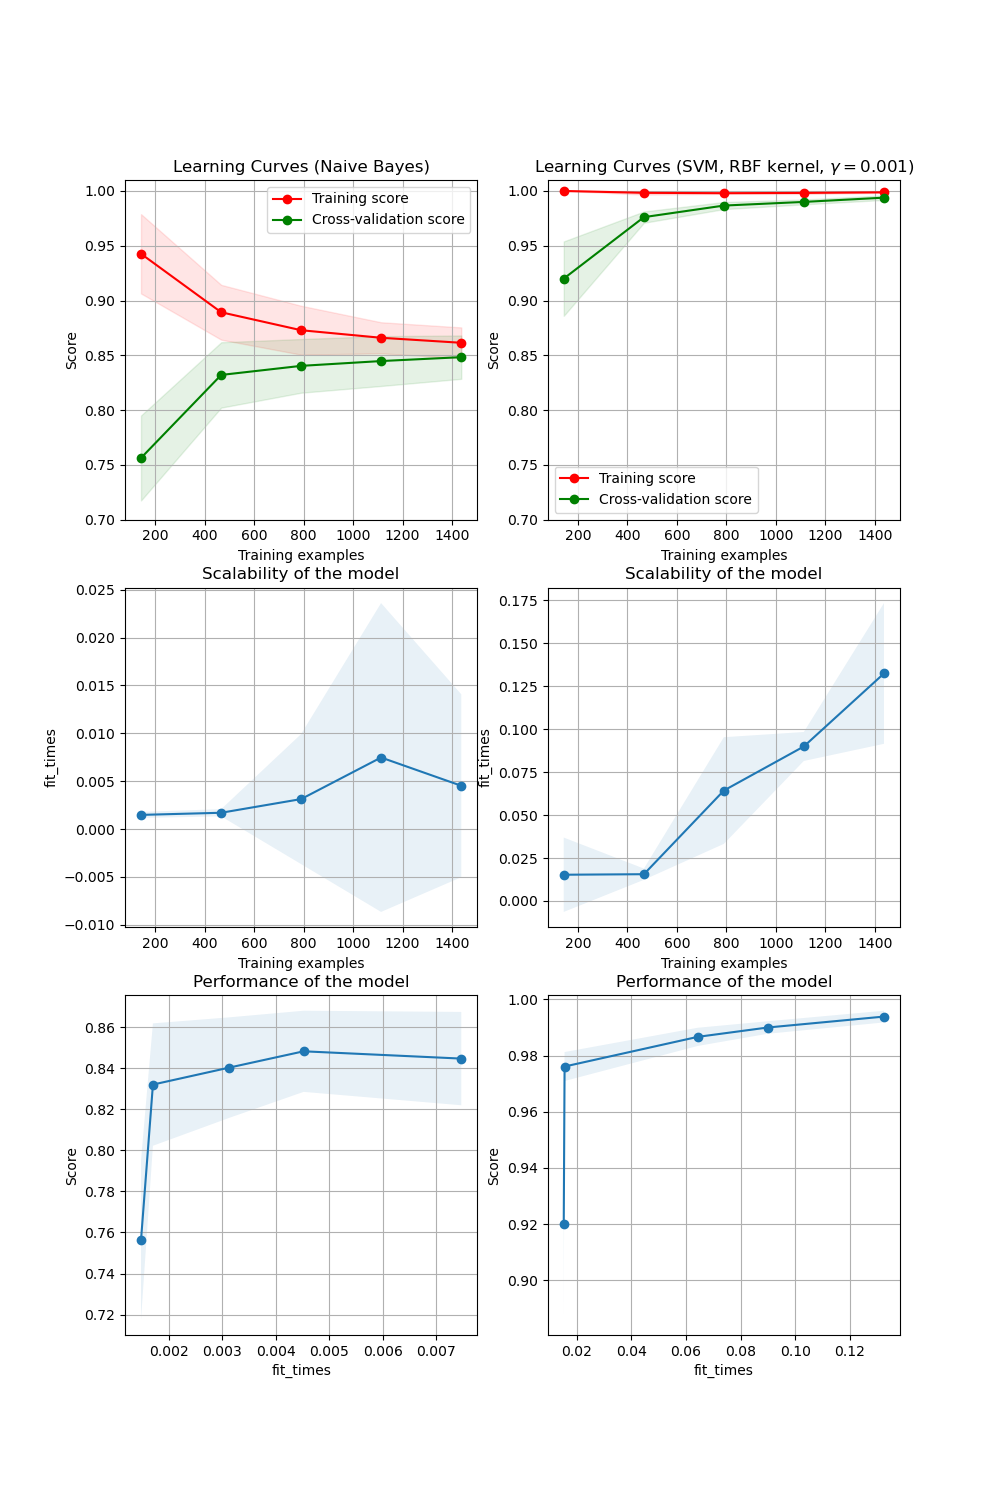 Learning Curves (Naive Bayes)
1.00
0.95
0.90
0.85
0.80
0.75
0.70
Score
Training score
Cross-validation score
200 400 600 800 1000 1200 1400
Training examples
Learning Curves (SVM, RBF kernel, γ = 0.001)
1.00
0.95
0.90
0.85
0.80
0.75
0.70
Score
Training score
Cross-validation score
200 400 600 800 1000 1200 1400
Training examples
Scalability of the model
0.025
0.020
0.015
0.010
0.005
0.000
−0.005
−0.010
fit_times
200 400 600 800 1000 1200 1400
Training examples
Scalability of the model
0.175
0.150
0.125
0.100
0.075
0.050
0.025
0.000
fit_times
200 400 600 800 1000 1200 1400
Training examples
Performance of the model
0.86
0.84
0.82
0.80
0.78
0.76
0.74
0.72
Score
0.002 0.003 0.004 0.005 0.006 0.007
fit_times
Performance of the model
1.00
0.98
0.96
0.94
0.92
0.90
Score
0.02 0.04 0.06 0.08 0.10 0.12
fit_times